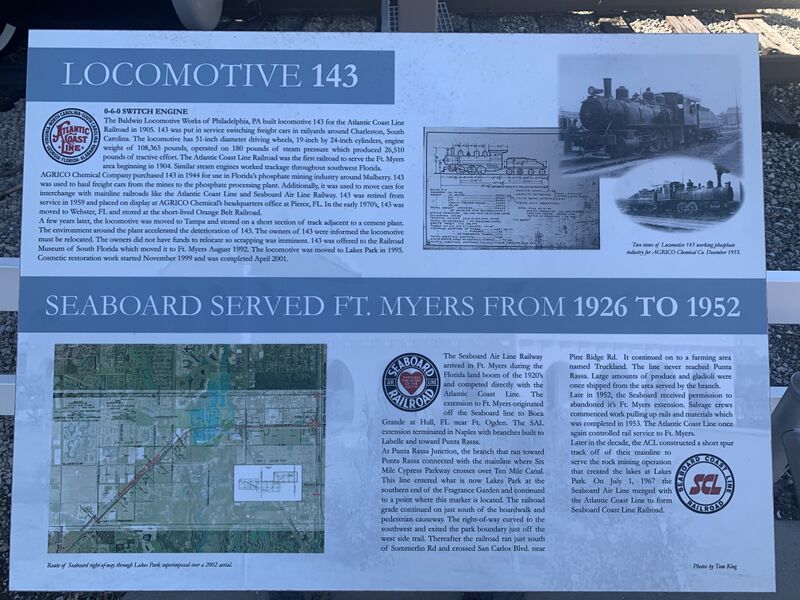 LOCOMOTIVE 143
0-6-0 SWITCH ENGINE
The Baldwin Locomotive Works of Philadelphia, PA built locomotive 143 for the Atlantic Coast Line
Railroad in 1905. 143 was put in service switching freight cars in railyards around Charleston, South
Carolina. The locomotive has 51-inch diameter driving wheels, 19-inch by 24-inch cylinders, engine
weight of 108,365 pounds, operated on 180 pounds of steam pressure which produced 26,510
pounds of tractive effort. The Atlantic Coast Line Railroad was the first railroad to serve the Ft. Myers
area beginning in 1904. Similar steam engines worked trackage throughout southwest Florida.
AGRICO Chemical Company purchased 143 in 1944 for use in Florida's phosphate mining industry around Mulberry. 143
was used to haul freight cars from the mines to the phosphate processing plant. Additionally, it was used to move cars for
interchange with mainline railroads like the Atlantic Coast Line and Seaboard Air Line Railway. 143 was retired from
service in 1959 and placed on display at AGRICO Chemical's headquarters office at Pierce, FL. In the early 1970's, 143 was
moved to Webster, FL and stored at the short-lived Orange Belt Railroad.
A few years later, the locomotive was moved to Tampa and stored on a short section of track adjacent to a cement plant.
The environment around the plant accelerated the deterioration of 143. The owners of 143 were informed the locomotive
must be relocated. The owners did not have funds to relocate so scrapping was imminent. 143 was offered to the Railroad
Museum of South Florida which moved it to Ft. Myers August 1992. The locomotive was moved to Lakes Park in 1995.
Cosmetic restoration work started November 1999 and was completed April 2001.
ATLANTIC
COAST
LINE
NORTH CAROLINA
SOUTH CAROLINA
Two views of Locomotive 143 working phosphate
industry for AGRICO Chemical Co. December 1955.
SEABOARD SERVED FT. MYERS FROM 1926 TO 1952
Route of Seaboard right-of-way through Lakes Park superimposed over a 2002 aerial.
SEABOARD
AIR LINE
RAILROAD
The Seaboard Air Line Railway
arrived in Ft. Myers during the
Florida land boom of the 1920's
and competed directly with the
Atlantic Coast Line. The
extension to Ft. Myers originated
off the Seaboard line to Boca
Grande at Hull, FL near Ft. Ogden. The SAL
extension terminated in Naples with branches built to
Labelle and toward Punta Rassa.
At Punta Rassa Junction, the branch that ran toward
Punta Rassa connected with the mainline where Six
Mile Cypress Parkway crosses over Ten Mile Canal.
This line entered what is now Lakes Park at the
southern end of the Fragrance Garden and continued
to a point where this marker is located. The railroad
grade continued on just south of the boardwalk and
pedestrian causeway. The right-of-way curved to the
southwest and exited the park boundary just off the
west side trail. Thereafter the railroad ran just south
of Summerlin Rd and crossed San Carlos Blvd. near
Pine Ridge Rd. It continued on to a farming area
named Truckland. The line never reached Punta
Rassa. Large amounts of produce and gladioli were
once shipped from the area served by the branch.
Late in 1952, the Seaboard received permission to
abandoned it's Ft. Myers extension. Salvage crews
commenced work pulling up rails and materials which
was completed in 1953. The Atlantic Coast Line once
again controlled rail service to Ft. Myers.
Later in the decade, the ACL constructed a short spur
track off of their mainline to
serve the rock mining operation
that created the lakes at Lakes
Park. On July 1, 1967 the
Seaboard Air Line merged with
the Atlantic Coast Line to form
Seaboard Coast Line Railroad.
SEABOARD COAST LINE
SCL
RAILROAD
Photos by Tom King